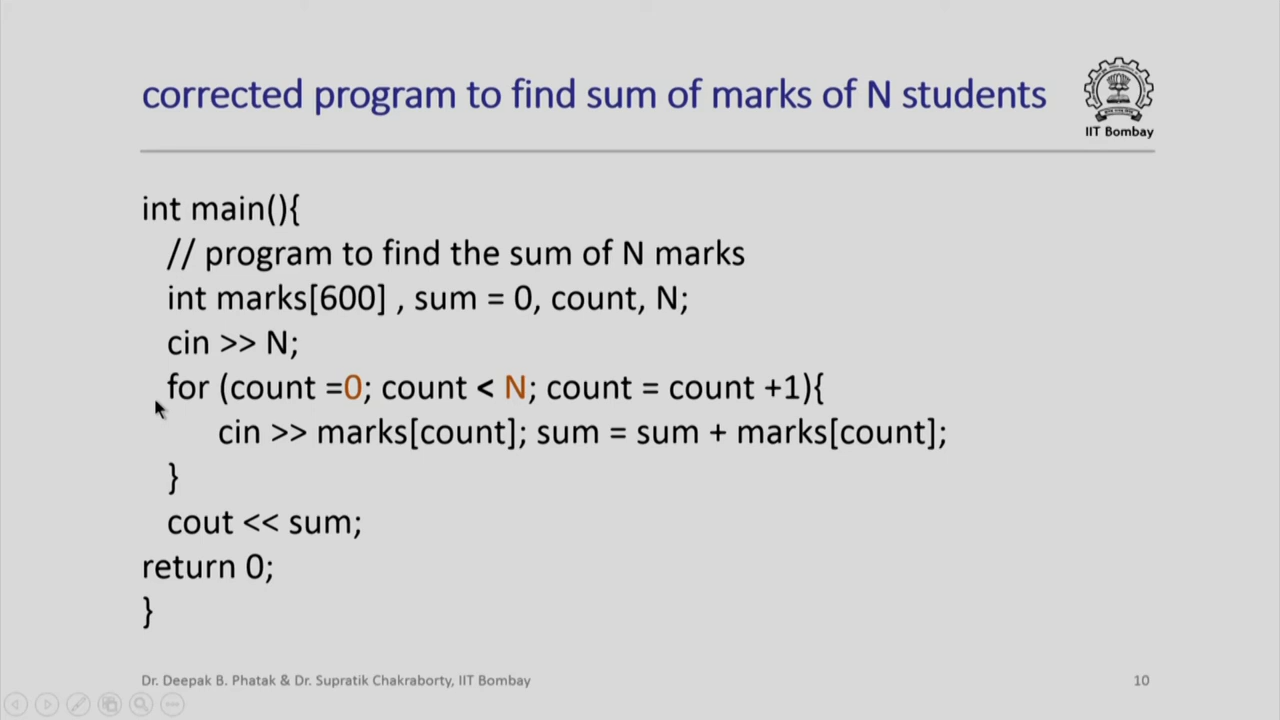 corrected program to find sum of marks of N students
IIT Bombay
int main(){
// program to find the sum of N marks
int marks[600] , sum = 0, count, N;
cin >> N;
for (count =0; count < N; count = count +1){
cin >> marks[count]; sum = sum + marks[count];
}
cout << sum;
return 0;
}
Dr. Deepak B. Phatak & Dr. Supratik Chakraborty, IIT Bombay
10